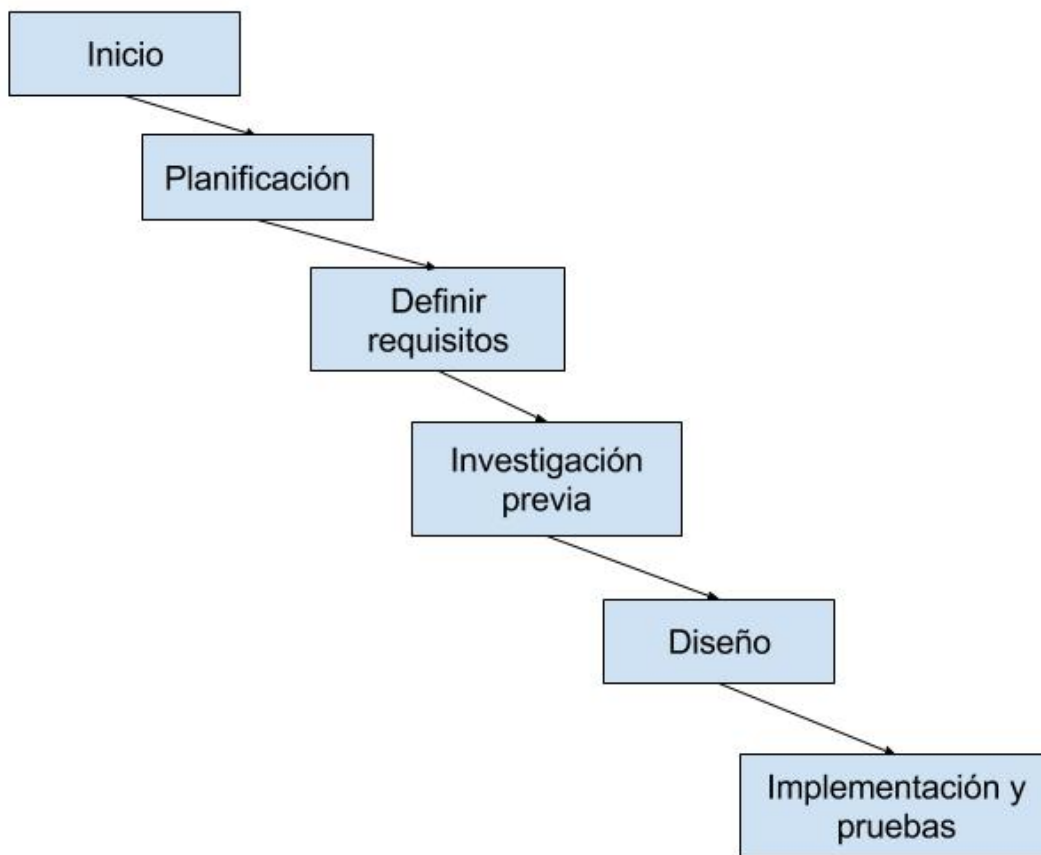 Inicio
Planificación
Definir
requisitos
Investigación
previa
Diseño
Implementación y
pruebas